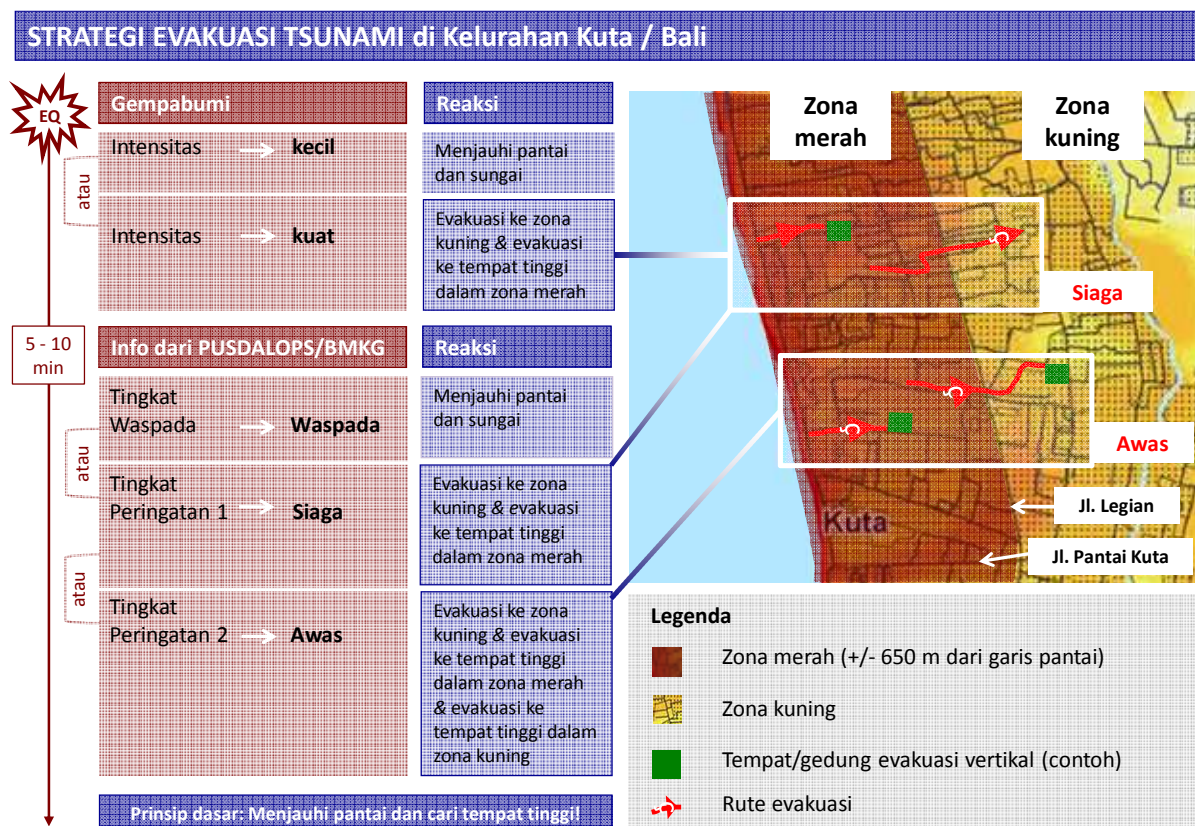 STRATEGI EVAKUASI TSUNAMI di Kelurahan Kuta / Bali
EQ
Gempabumi
Reaksi
Intensitas
kecil
Menjauhi pantai
dan sungai
atau
Intensitas
kuat
Evakuasi ke zona
kuning & evakuasi
ke tempat tinggi
dalam zona merah
5 - 10
min
Info dari PUSDALOPS/BMKG
Reaksi
Tingkat
Waspada
Waspada
Menjauhi pantai
dan sungai
atau
Tingkat
Peringatan 1
Siaga
Evakuasi ke zona
kuning & evakuasi
ke tempat tinggi
dalam zona merah
atau
Tingkat
Peringatan 2
Awas
Evakuasi ke zona
kuning & evakuasi
ke tempat tinggi
dalam zona merah
& evakuasi ke
tempat tinggi dalam
zona kuning
Prinsip dasar: Menjauhi pantai dan cari tempat tinggi!
Zona
merah
Zona
kuning
Siaga
Awas
Kuta
Jl. Legian
Jl. Pantai Kuta
Legenda
Zona merah (+/- 650 m dari garis pantai)
Zona kuning
Tempat/gedung evakuasi vertikal (contoh)
Rute evakuasi